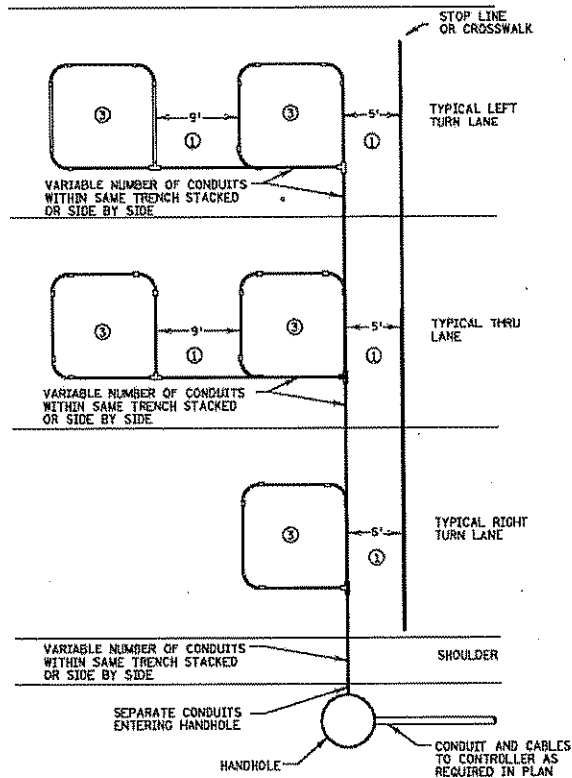 STOP LINE
OR CROSSWALK
3
9'
1
3
5'
1
TYPICAL LEFT
TURN LANE
VARIABLE NUMBER OF CONDUITS
WITHIN SAME TRENCH STACKED
OR SIDE BY SIDE
3
9'
1
3
5'
1
TYPICAL THRU
LANE
VARIABLE NUMBER OF CONDUITS
WITHIN SAME TRENCH STACKED
OR SIDE BY SIDE
3
1
TYPICAL RIGHT
TURN LANE
VARIABLE NUMBER OF CONDUITS
WITHIN SAME TRENCH STACKED
OR SIDE BY SIDE
SHOULDER
SEPARATE CONDUITS
ENTERING HANDHOLE
HANDHOLE
CONDUIT AND CABLES
TO CONTROLLER AS
REQUIRED IN PLAN